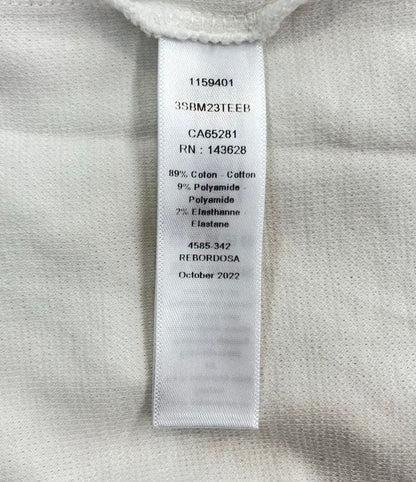 1159401
3SBM23TEEB
CA65281
RN : 143628
89% Coton - Cotton
9% Polyamide -
Polyamide
2% Elasthanne
Elastane
4585-342
REBORDOSA
October 2022